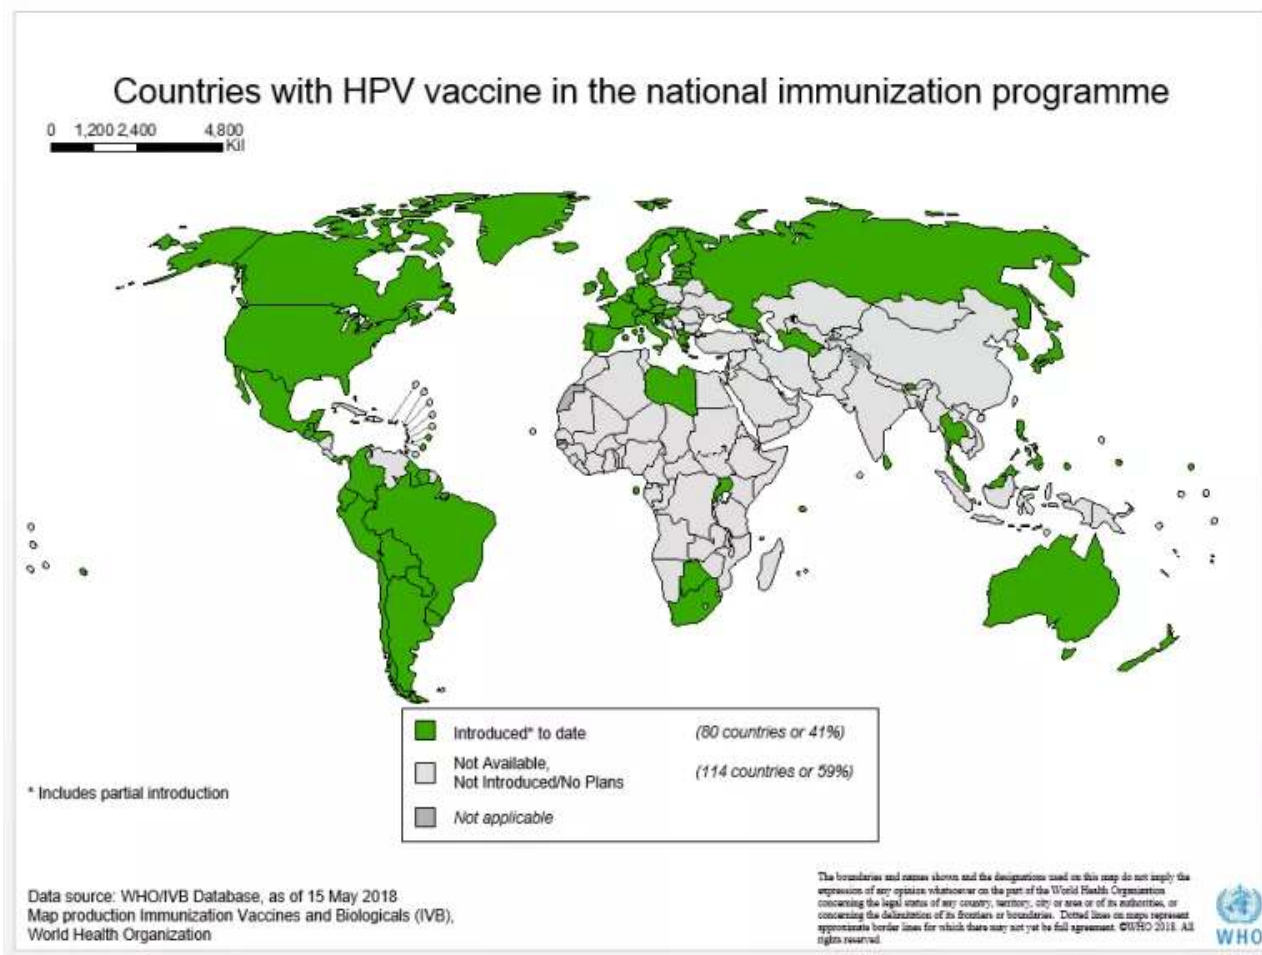 Countries with HPV vaccine in the national immunization programme
0 1,200 2,400 4,800
Kil
Introduced* to date (80 countries or 41%)
Not Available,
Not Introduced/No Plans (114 countries or 59%)
Not applicable
* Includes partial introduction
Data source: WHO/IVB Database, as of 15 May 2018
Map production Immunization Vaccines and Biologicals (IVB),
World Health Organization
The boundaries and names shown and the designations used on this map do not imply the
expression of any opinion whatsoever on the part of the World Health Organization
concerning the legal status of any country, territory, city or area or of its authorities, or
concerning the delimitation of its frontiers or boundaries. Dotted lines on maps represent
approximate border lines for which there may not yet be full agreement. ©WHO 2018. All
rights reserved.
WHO